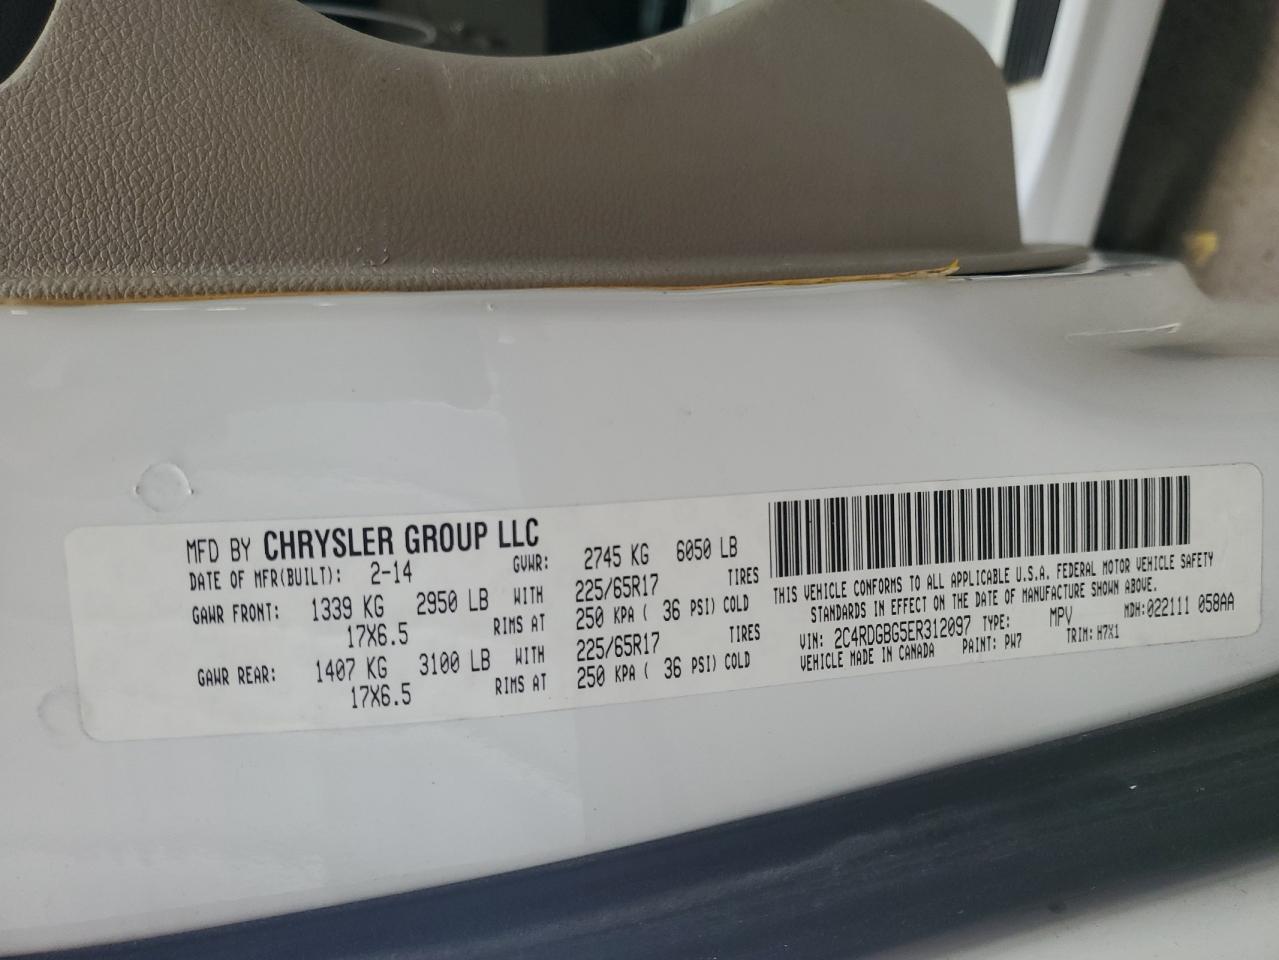 MFD BY CHRYSLER GROUP LLC
DATE OF MFR(BUILT): 2-14 GVWR: 2745 KG 6050 LB
GAWR FRONT: 1339 KG 2950 LB WITH 225/65R17 TIRES
17X6.5 RIMS AT 250 KPA ( 36 PSI) COLD
GAWR REAR: 1407 KG 3100 LB WITH 225/65R17 TIRES
17X6.5 RIMS AT 250 KPA ( 36 PSI) COLD
THIS VEHICLE CONFORMS TO ALL APPLICABLE U.S.A. FEDERAL MOTOR VEHICLE SAFETY
STANDARDS IN EFFECT ON THE DATE OF MANUFACTURE SHOWN ABOVE.
VIN: 2C4RDGBG5ER312097 TYPE: MPV MDH:022111 058AA
VEHICLE MADE IN CANADA PAINT: PW7 TRIM: H7X1